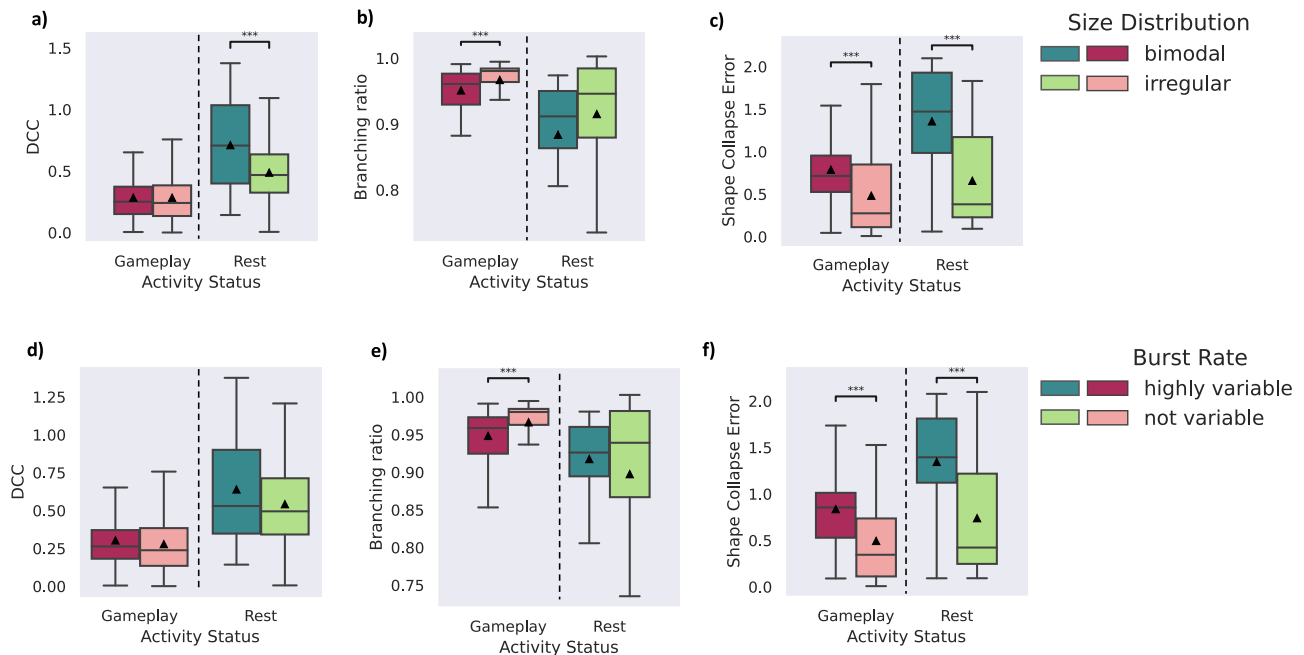 a)
***
1.5
1.0
0.5
0.0
DCC
Gameplay Rest
Activity Status
b)
***
1.0
0.9
0.8
Branching ratio
Gameplay Rest
Activity Status
c)
***
***
2.0
1.5
1.0
0.5
0.0
Shape Collapse Error
Gameplay Rest
Activity Status
Size Distribution
bimodal
irregular
d)
1.25
1.00
0.75
0.50
0.25
0.00
DCC
Gameplay Rest
Activity Status
e)
***
1.00
0.95
0.90
0.85
0.80
0.75
Branching ratio
Gameplay Rest
Activity Status
f)
***
***
2.0
1.5
1.0
0.5
0.0
Shape Collapse Error
Gameplay Rest
Activity Status
Burst Rate
highly variable
not variable